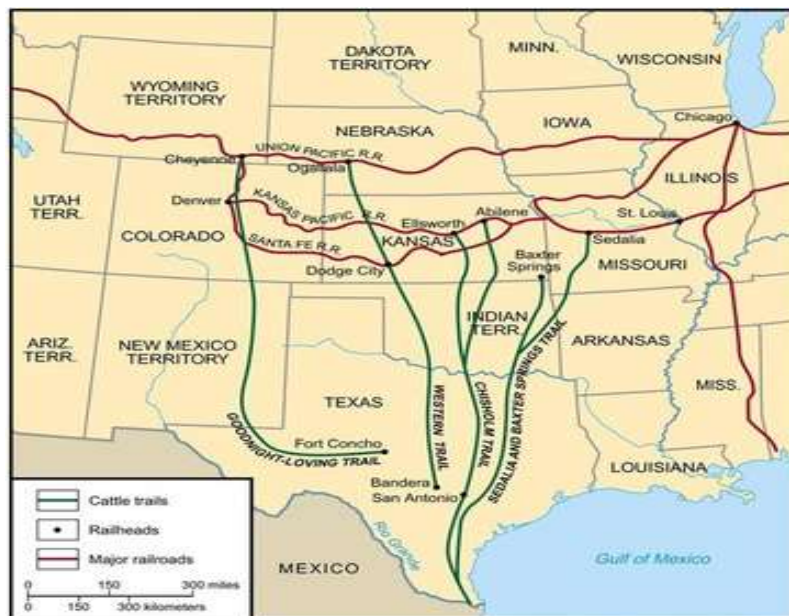 DAKOTA
TERRITORY
MINN.
WISCONSIN
WYOMING
TERRITORY
NEBRASKA
IOWA
Chicago
Cheyenne
UNION PACIFIC R.R.
Ogallala
ILLINOIS
UTAH
TERR.
Denver
KANSAS PACIFIC R.R.
Ellsworth
Abilene
St. Louis
COLORADO
SANTA FE R.R.
KANSAS
Sedalia
Dodge City
Baxter
Springs
MISSOURI
INDIAN
TERR.
ARIZ.
TERR.
NEW MEXICO
TERRITORY
ARKANSAS
TEXAS
MISS.
GOODNIGHT-LOVING TRAIL
Fort Concho
WESTERN TRAIL
CHISHOLM TRAIL
SEDALIA AND BAXTER SPRINGS TRAIL
Bandera
San Antonio
LOUISIANA
Cattle trails
Railheads
Major railroads
0 150 300 miles
0 150 300 kilometers
MEXICO
Rio Grande
Gulf of Mexico